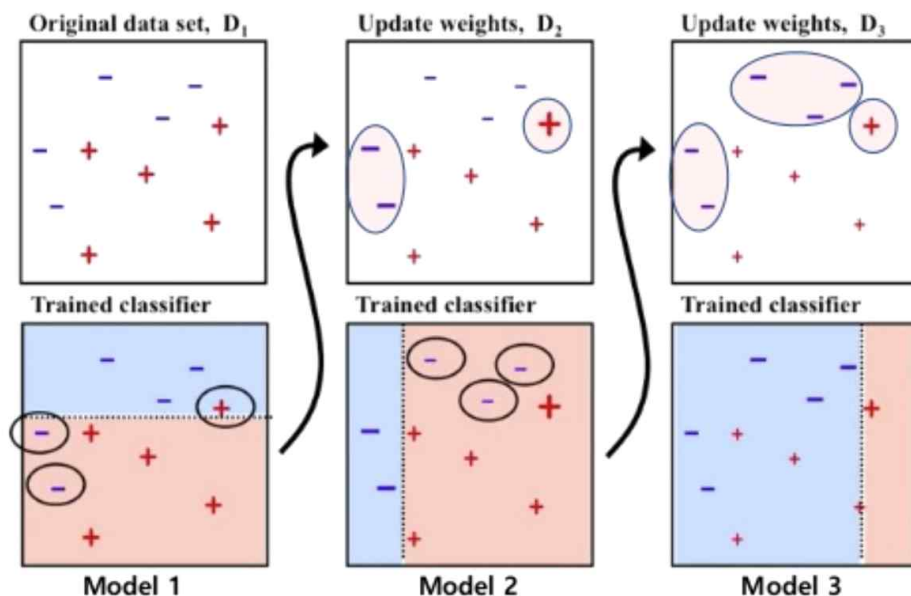 Original data set, D₁
Update weights, D₂
Update weights, D₃
Trained classifier
Trained classifier
Trained classifier
Model 1
Model 2
Model 3